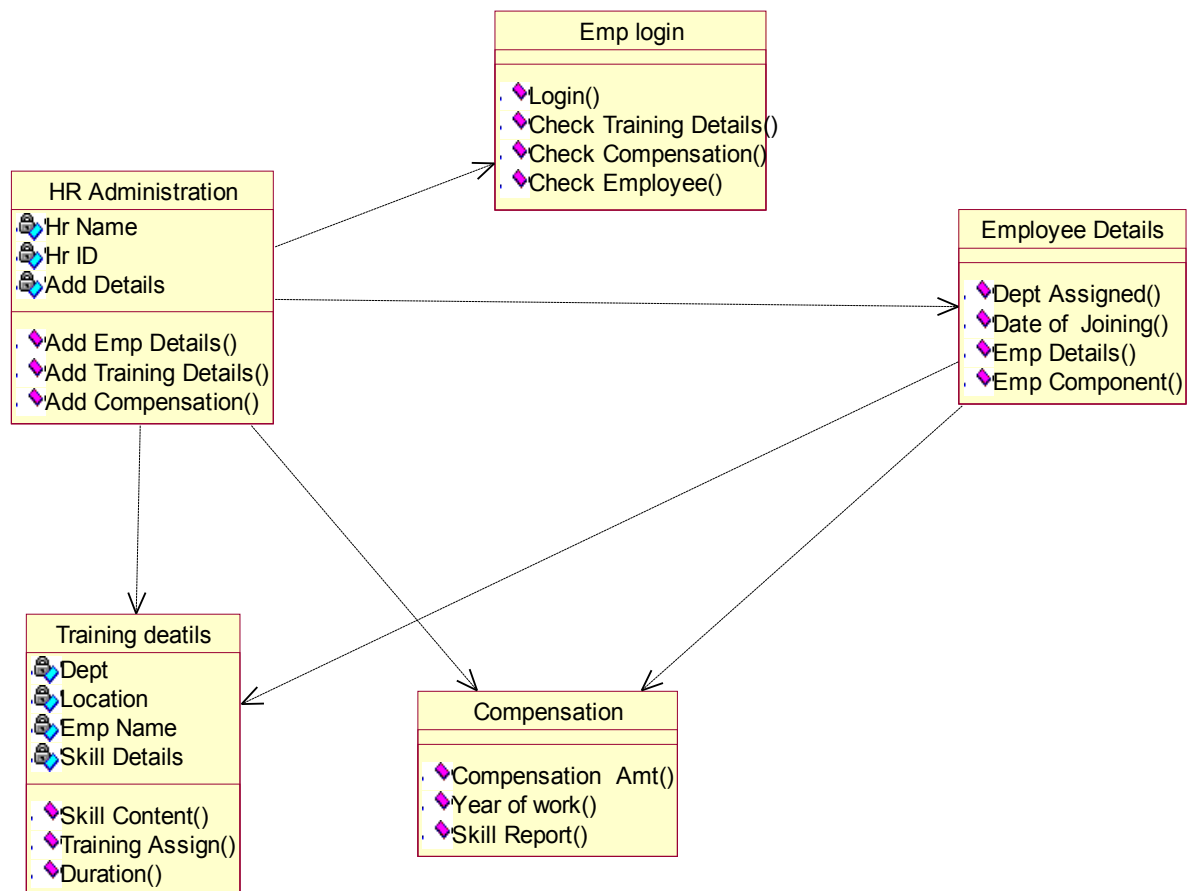 Emp login
Login()
Check Training Details()
Check Compensation()
Check Employee()
HR Administration
Hr Name
Hr ID
Add Details
Add Emp Details()
Add Training Details()
Add Compensation()
Employee Details
Dept Assigned()
Date of Joining()
Emp Details()
Emp Component()
Training deatils
Dept
Location
Emp Name
Skill Details
Skill Content()
Training Assign()
Duration()
Compensation
Compensation Amt()
Year of work()
Skill Report()